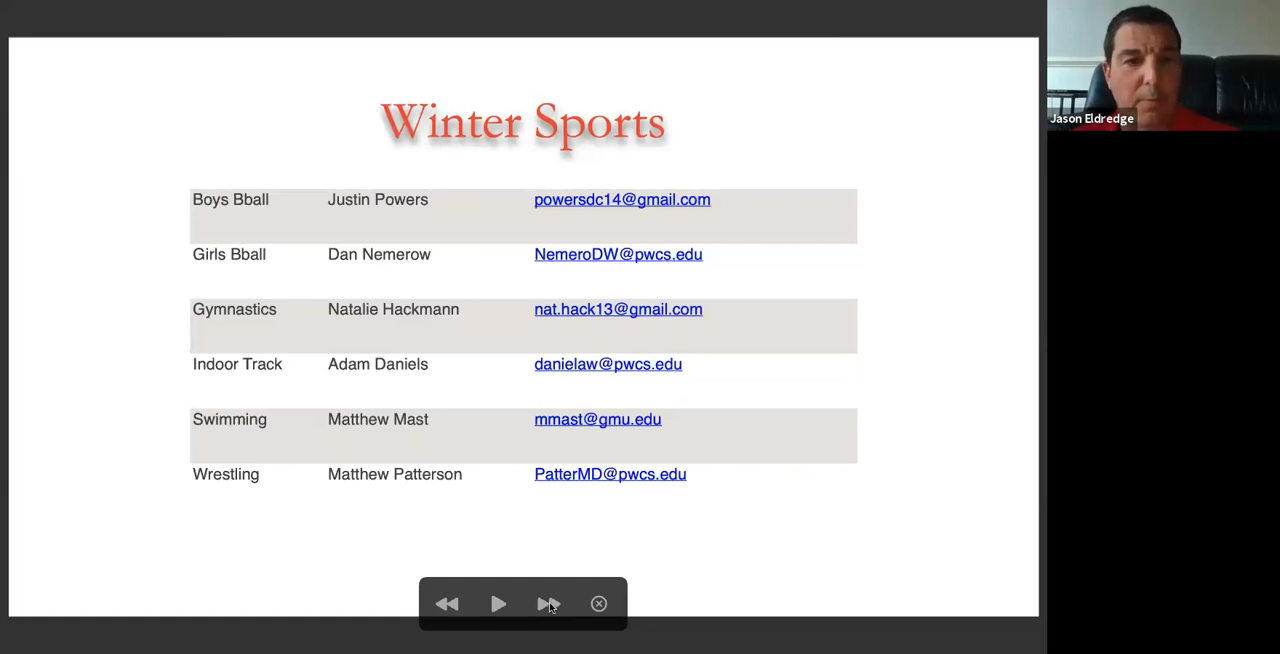 Winter Sports
Boys Bball Justin Powers powersdc14@gmail.com
Girls Bball Dan Nemerow NemeroDW@pwcs.edu
Gymnastics Natalie Hackmann nat.hack13@gmail.com
Indoor Track Adam Daniels danielaw@pwcs.edu
Swimming Matthew Mast mmast@gmu.edu
Wrestling Matthew Patterson PatterMD@pwcs.edu
Jason Eldredge